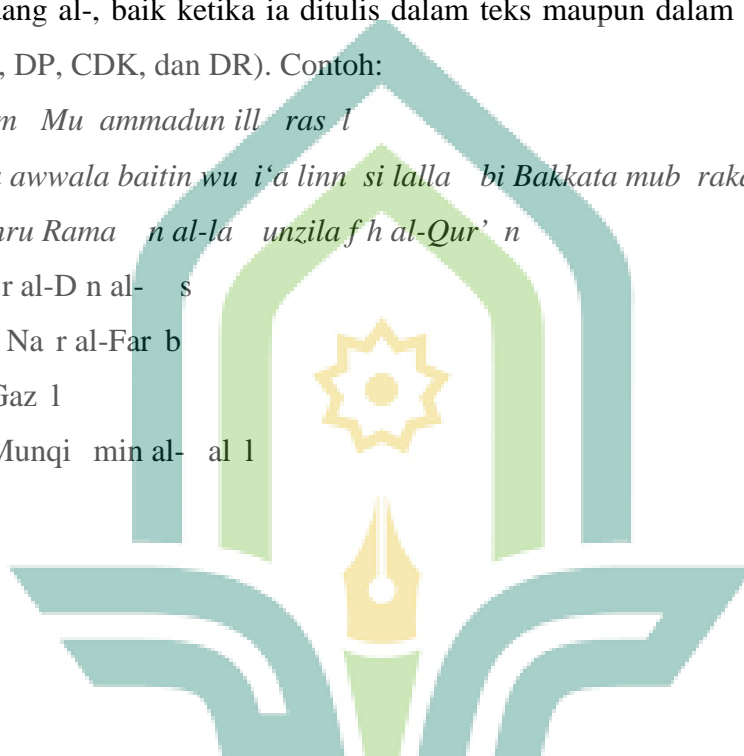 dang al-, baik ketika ia ditulis dalam teks maupun dalam
, DP, CDK, dan DR). Contoh:
m Mu ammadun ill ras l
awwala baitin wu i‘a linn si lalla bi Bakkata mub raka
ru Rama n al-la unzila f h al-Qur’ n
r al-D n al- s
Na r al-Far b
Gaz l
Munqi min al- al l